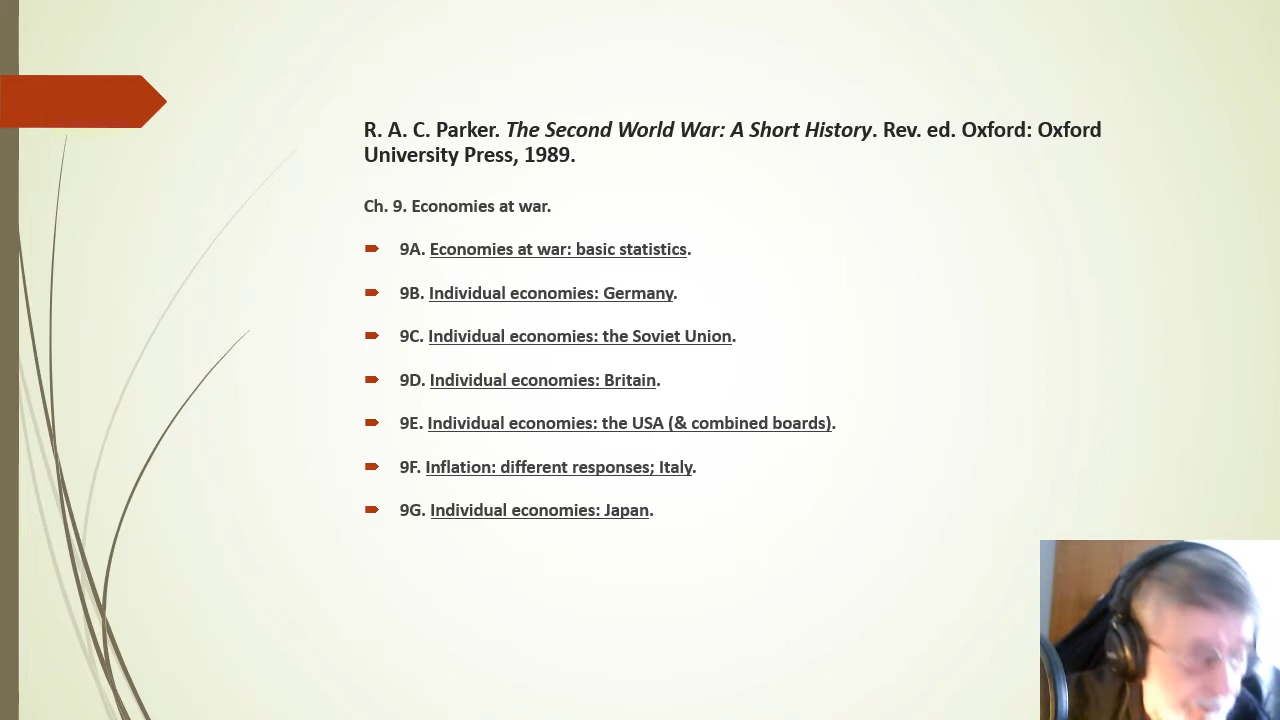 R. A. C. Parker. The Second World War: A Short History. Rev. ed. Oxford: Oxford
University Press, 1989.
Ch. 9. Economies at war.
9A. Economies at war: basic statistics.
9B. Individual economies: Germany.
9C. Individual economies: the Soviet Union.
9D. Individual economies: Britain.
9E. Individual economies: the USA (& combined boards).
9F. Inflation: different responses; Italy.
9G. Individual economies: Japan.